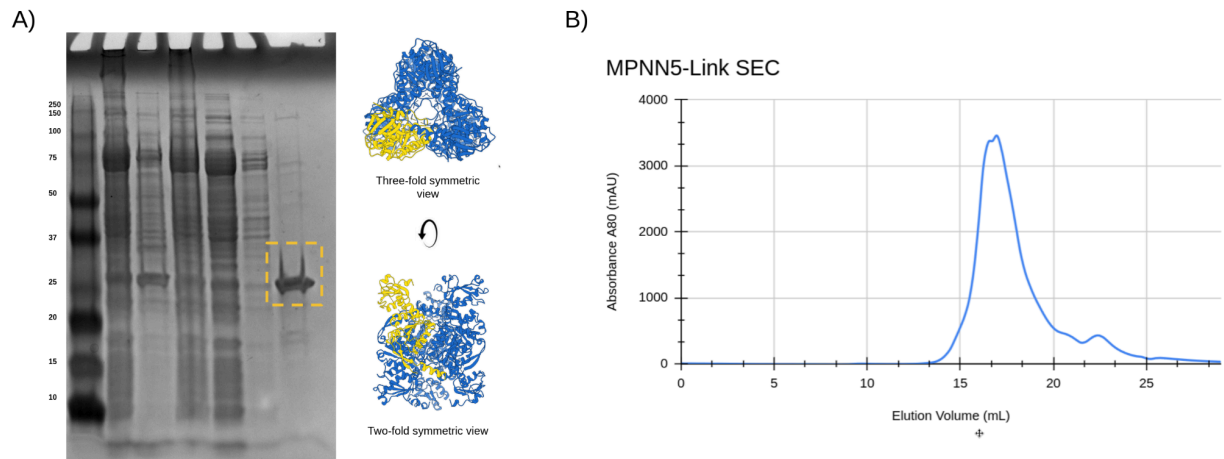 A)
250
150
100
75
50
37
25
20
15
10
Three-fold symmetric
view
Two-fold symmetric view
B)
MPNN5-Link SEC
Absorbance A80 (mAU)
4000
3000
2000
1000
0
0
5
10
15
20
25
Elution Volume (mL)